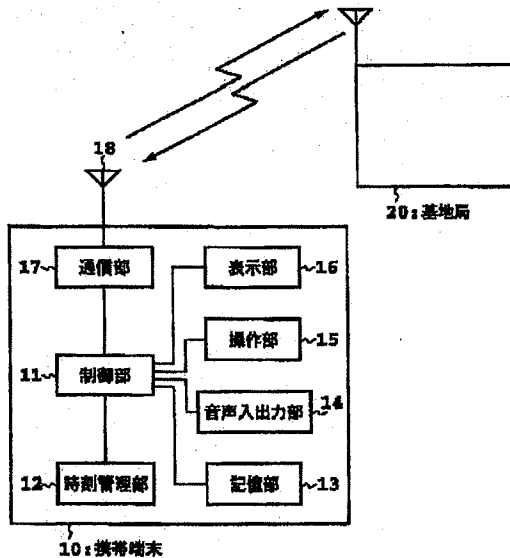 18
20:基地局
17 通信部
表示部 16
操作部 15
11 制御部
音声入出力部 14
12 時刻管理部
記憶部 13
10:携帯端末